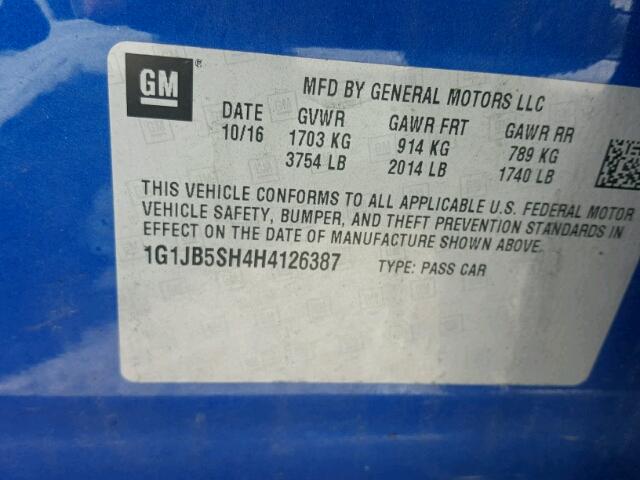 GM ®
MFD BY GENERAL MOTORS LLC
DATE GVWR GAWR FRT GAWR RR
10/16 1703 KG 914 KG 789 KG
3754 LB 2014 LB 1740 LB
THIS VEHICLE CONFORMS TO ALL APPLICABLE U.S. FEDERAL MOTOR
VEHICLE SAFETY, BUMPER, AND THEFT PREVENTION STANDARDS IN
EFFECT ON THE DATE OF MANUFACTURE SHOWN ABOVE.
1G1JB5SH4H4126387 TYPE: PASS CAR